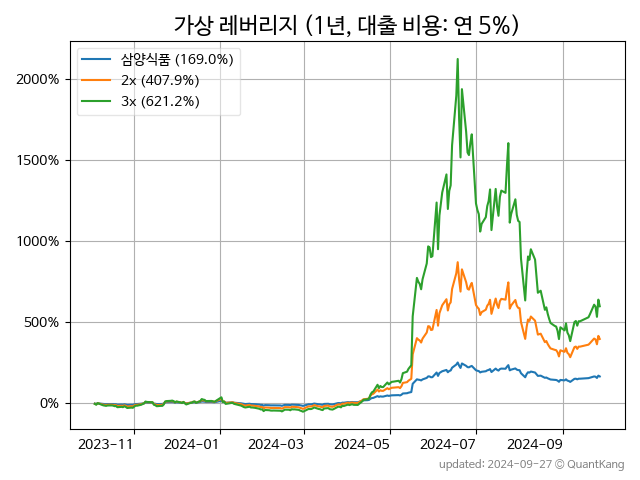 가상 레버리지 (1년, 대출 비용: 연 5%)
삼양식품 (169.0%)
2x (407.9%)
3x (621.2%)
2000%
1500%
1000%
500%
0%
2023-11 2024-01 2024-03 2024-05 2024-07 2024-09
updated: 2024-09-27 © QuantKang